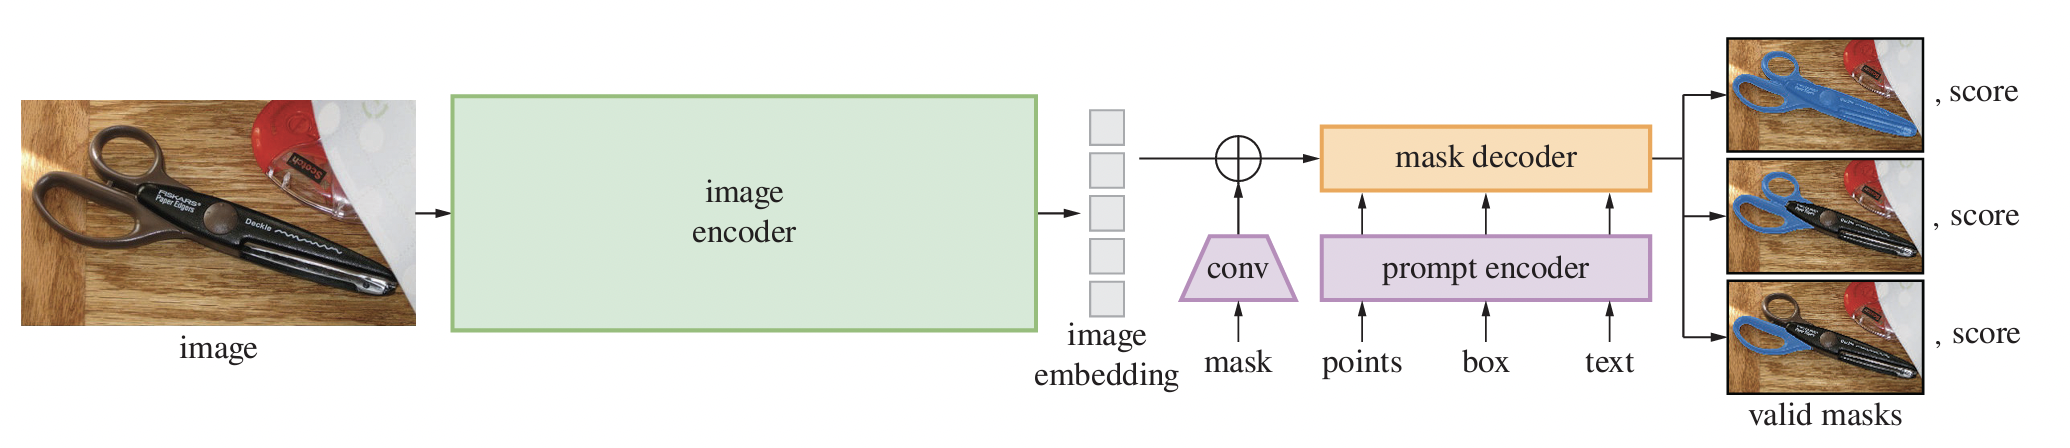 image
image
encoder
image
embedding
conv
mask
mask decoder
prompt encoder
points
box
text
, score
, score
, score
valid masks
FISKARS®
Paper Edgers
Deckle
Scotch